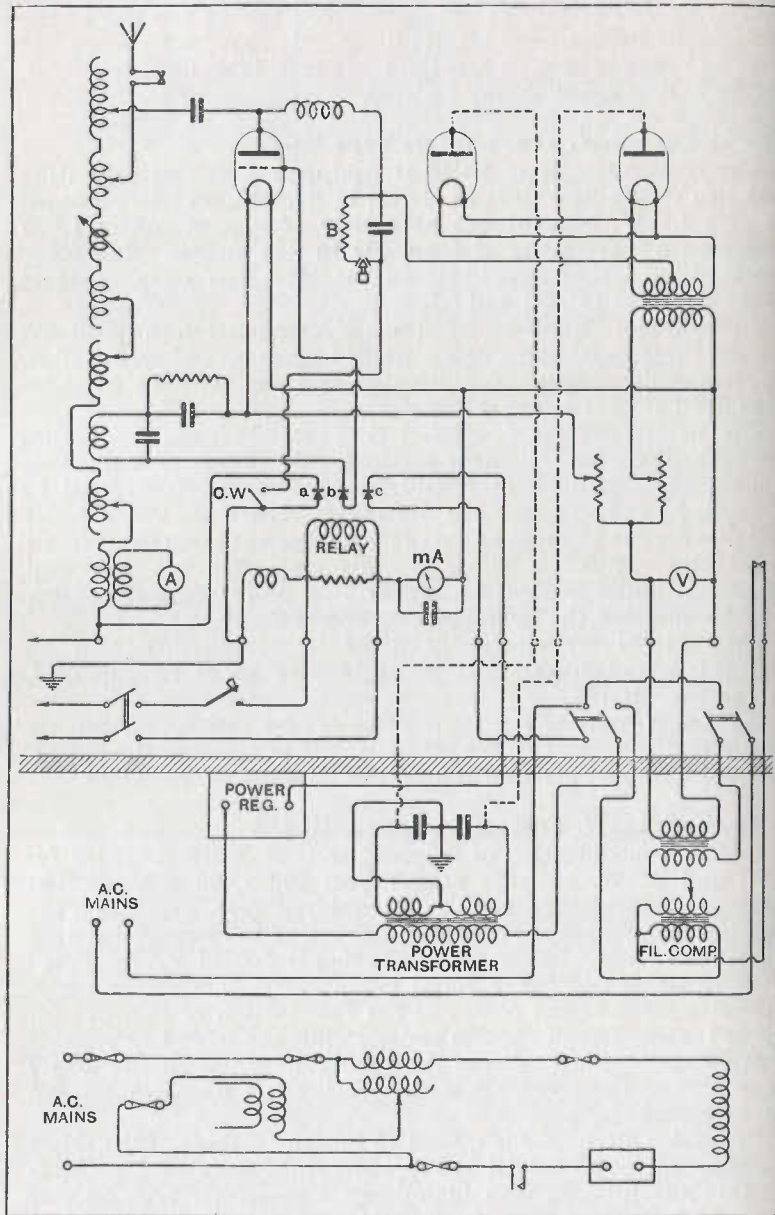 B
O.W
a b c
RELAY
mA
A
V
POWER
REG.
A.C.
MAINS
POWER
TRANSFORMER
FIL. COMP.
A.C.
MAINS